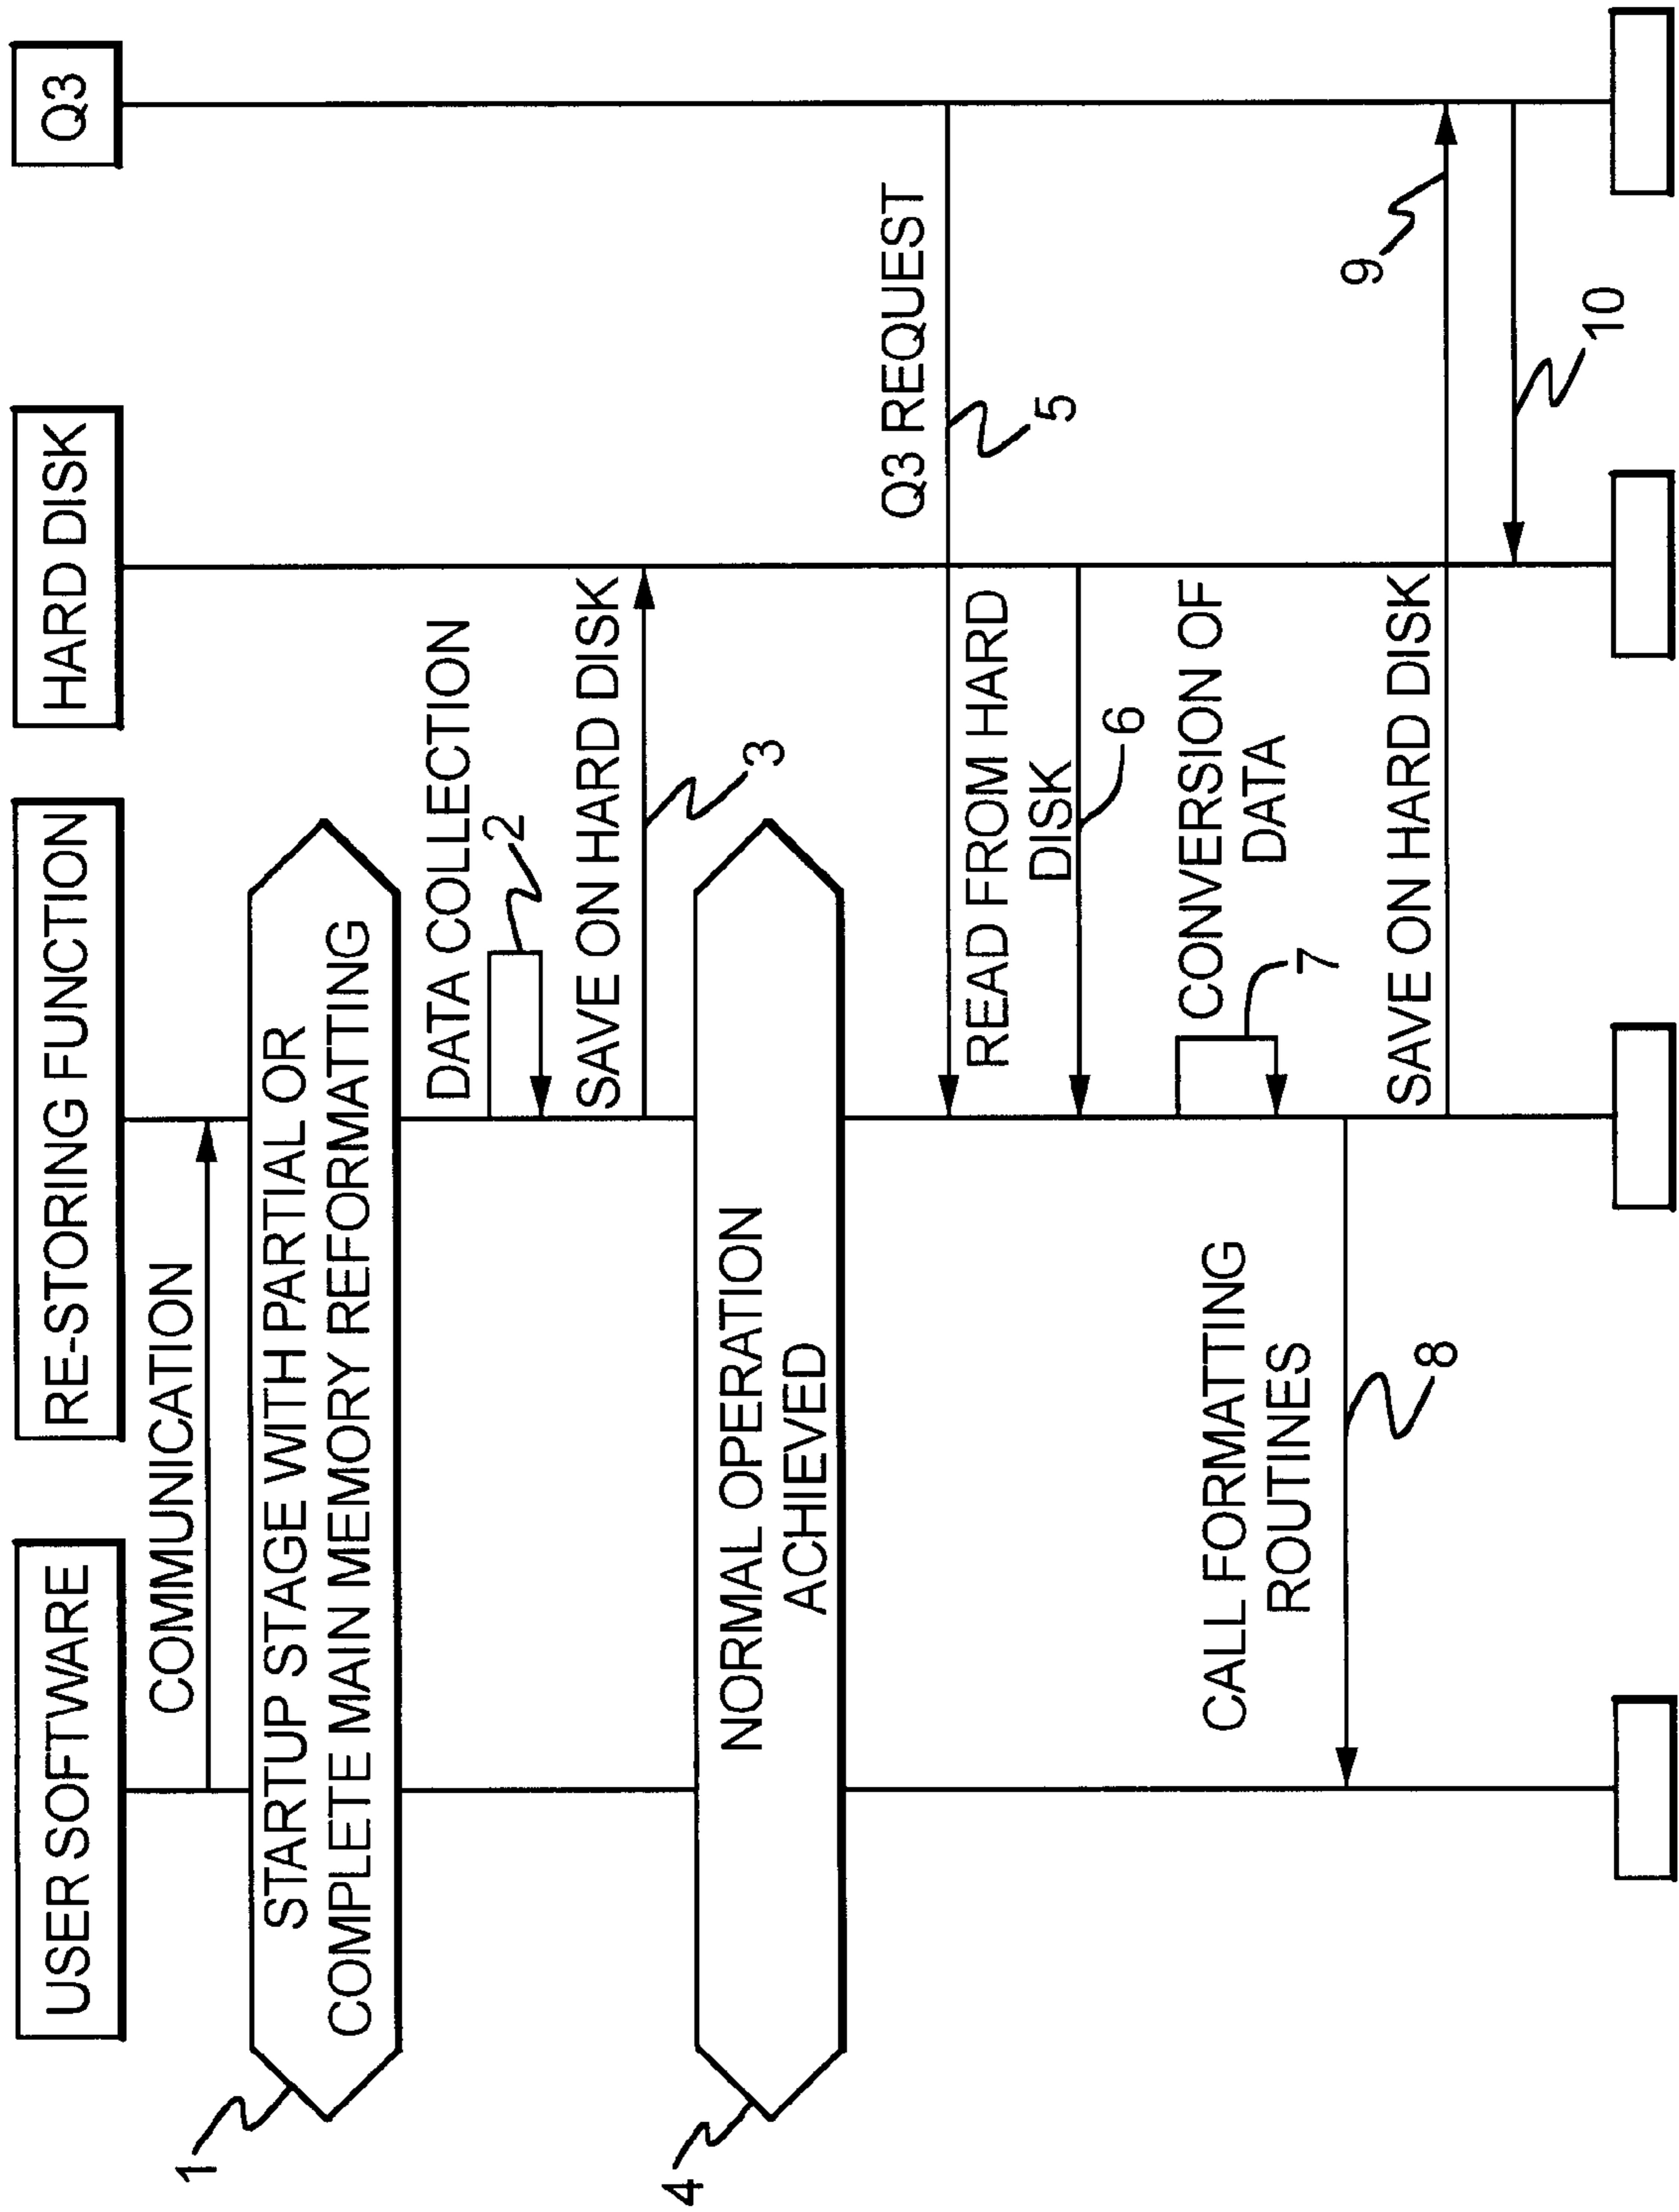 USER SOFTWARE
RE-STORING FUNCTION
HARD DISK
Q3
COMMUNICATION
1
STARTUP STAGE WITH PARTIAL OR
COMPLETE MAIN MEMORY REFORMATTING
DATA COLLECTION
2
SAVE ON HARD DISK
3
4
NORMAL OPERATION
ACHIEVED
Q3 REQUEST
5
READ FROM HARD
DISK
6
CONVERSION OF
DATA
7
CALL FORMATTING
ROUTINES
8
SAVE ON HARD DISK
9
10